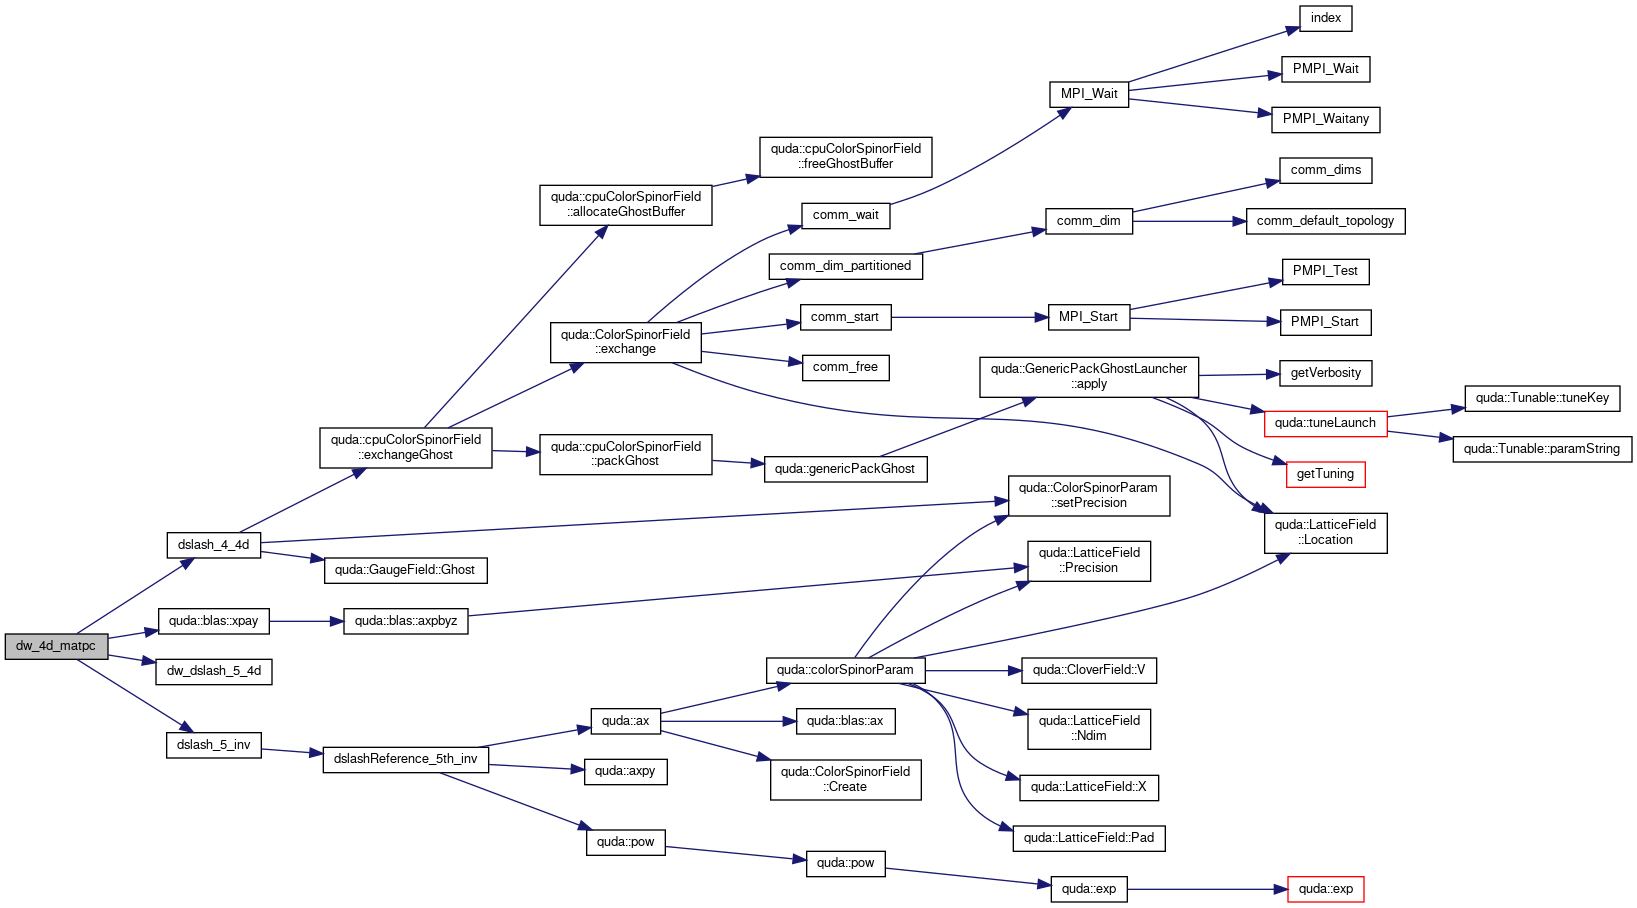 index
PMPI_Wait
MPI_Wait
PMPI_Waitany
quda::cpuColorSpinorField
::freeGhostBuffer
comm_dims
quda::cpuColorSpinorField
::allocateGhostBuffer
comm_wait
comm_dim
comm_default_topology
comm_dim_partitioned
PMPI_Test
comm_start
MPI_Start
PMPI_Start
quda::ColorSpinorField
::exchange
comm_free
quda::GenericPackGhostLauncher
::apply
getVerbosity
quda::Tunable::tuneKey
quda::tuneLaunch
quda::cpuColorSpinorField
::exchangeGhost
quda::cpuColorSpinorField
::packGhost
quda::Tunable::paramString
quda::genericPackGhost
getTuning
quda::ColorSpinorParam
::setPrecision
quda::LatticeField
::Location
dslash_4_4d
quda::GaugeField::Ghost
quda::LatticeField
::Precision
quda::blas::xpay
quda::blas::axpbyz
dw_4d_matpc
dw_dslash_5_4d
quda::colorSpinorParam
quda::CloverField::V
quda::ax
quda::blas::ax
quda::LatticeField
::Ndim
dslash_5_inv
dslashReference_5th_inv
quda::axpy
quda::ColorSpinorField
::Create
quda::LatticeField::X
quda::pow
quda::LatticeField::Pad
quda::pow
quda::exp
quda::exp